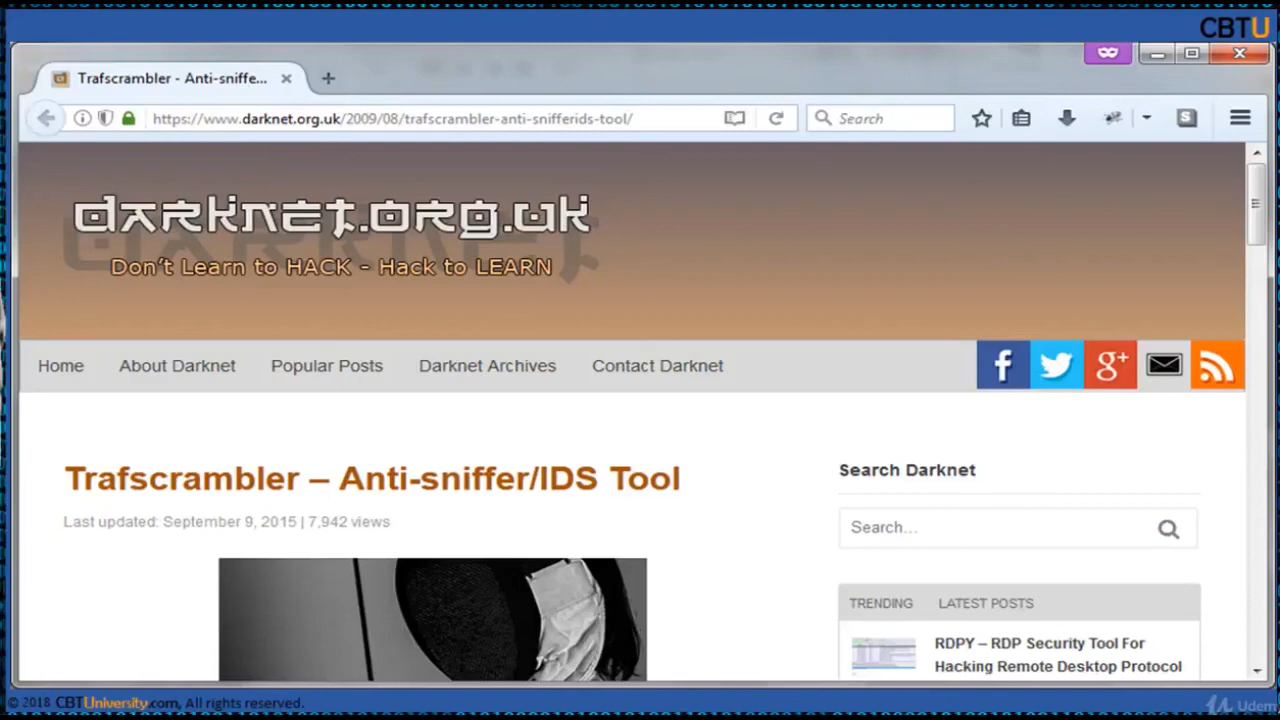 CBTU
Trafscrambler - Anti-sniffe...
https://www.darknet.org.uk/2009/08/trafscrambler-anti-snifferids-tool/
Search
S
darknet.org.uk
Don't Learn to HACK - Hack to LEARN
Home
About Darknet
Popular Posts
Darknet Archives
Contact Darknet
f
g+
Trafscrambler – Anti-sniffer/IDS Tool
Last updated: September 9, 2015 | 7,942 views
Search Darknet
Search...
TRENDING
LATEST POSTS
RDPY – RDP Security Tool For
Hacking Remote Desktop Protocol
© 2018 CBTUniversity.com, All rights reserved.